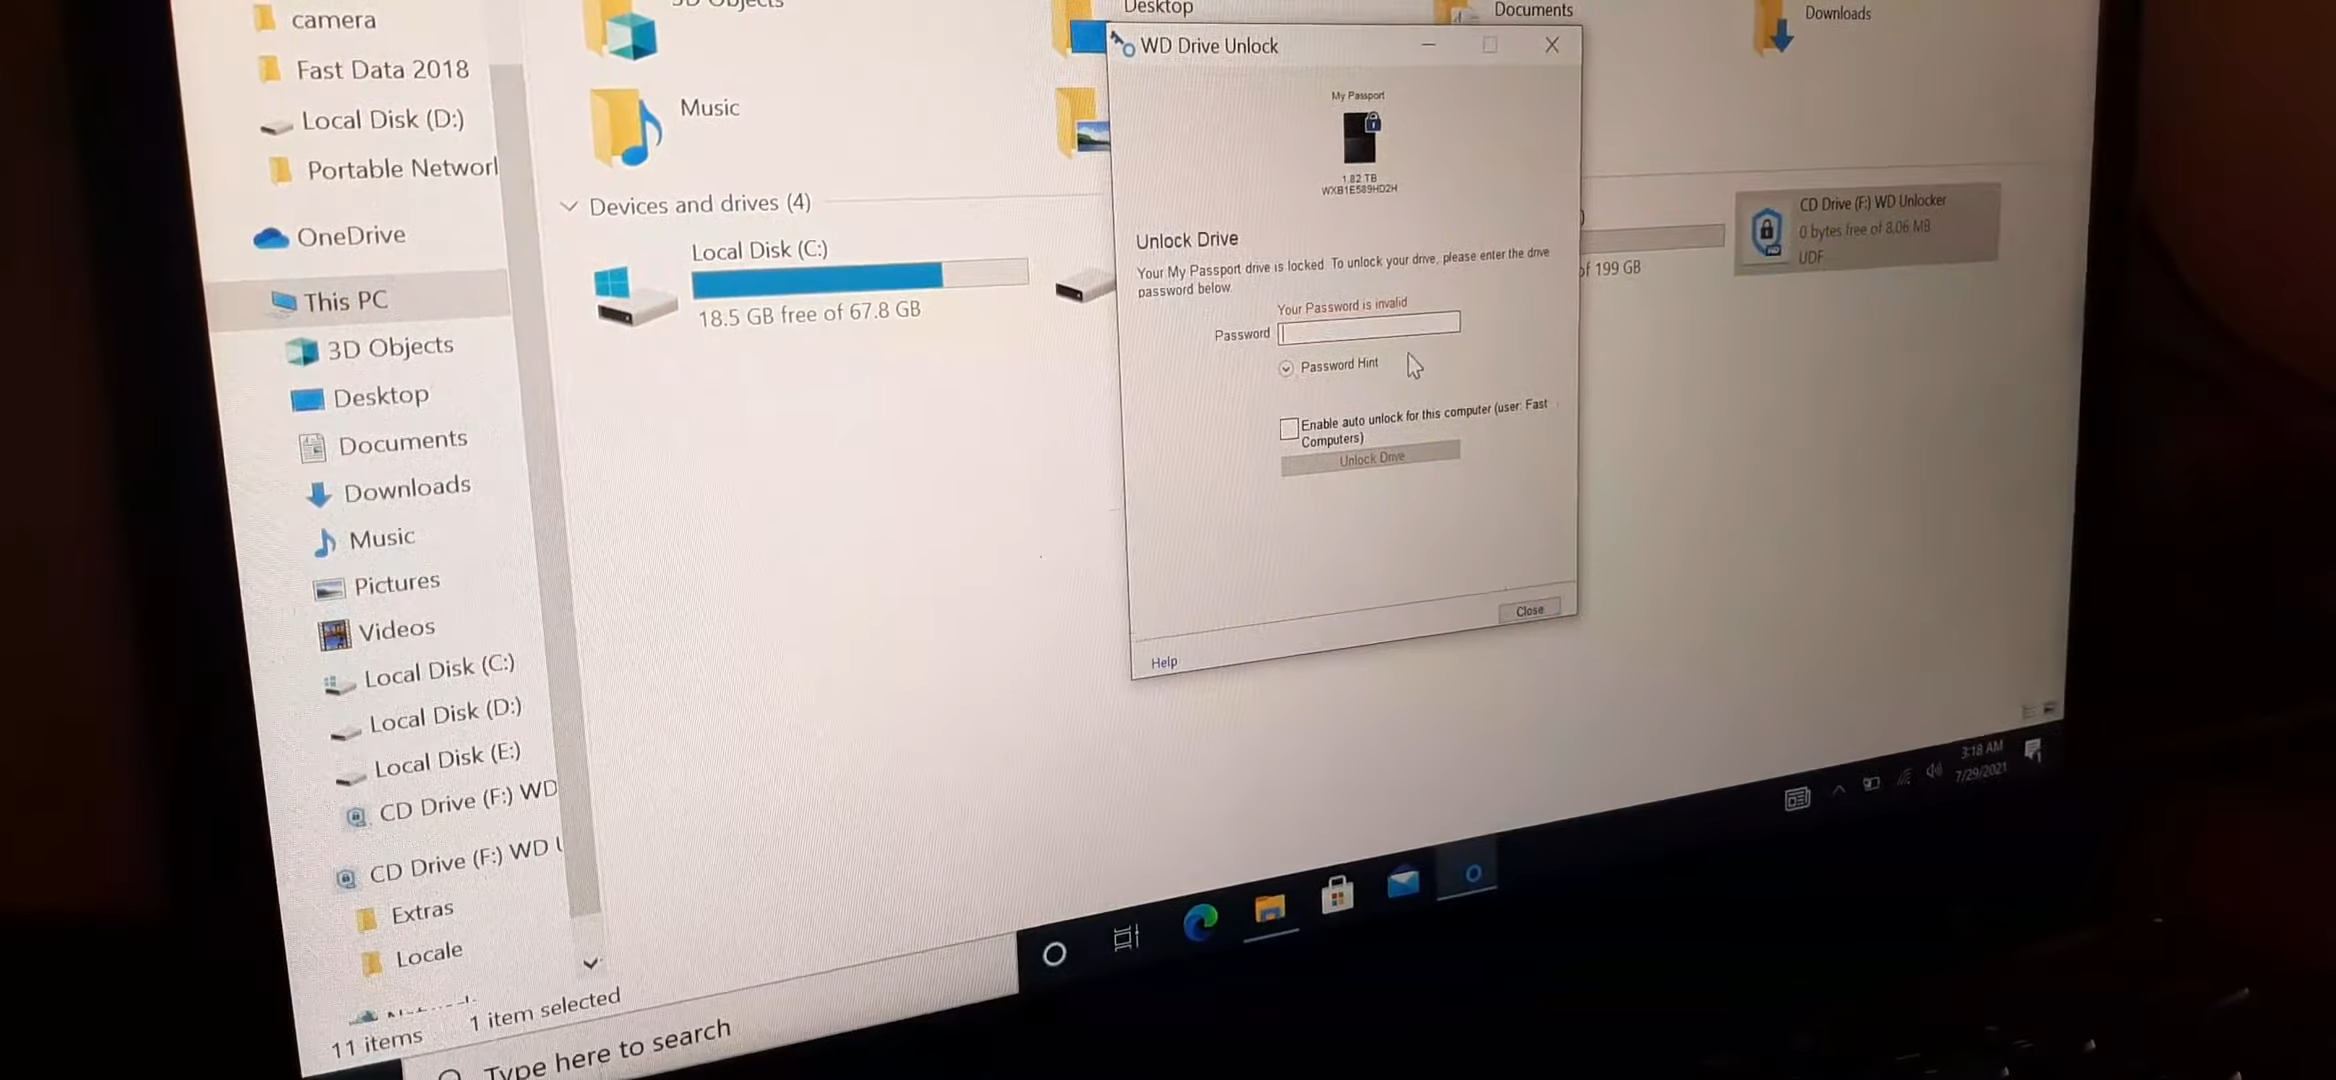 camera
Fast Data 2018
Local Disk (D:)
Portable Network
OneDrive
This PC
3D Objects
Desktop
Documents
Downloads
Music
Pictures
Videos
Local Disk (C:)
Local Disk (D:)
Local Disk (E:)
CD Drive (F:) WD
CD Drive (F:) WD U
Extras
Locale
11 items
1 item selected
3D Objects
Desktop
Documents
Downloads
Music
Devices and drives (4)
Local Disk (C:)
18.5 GB free of 67.8 GB
of 199 GB
CD Drive (F:) WD Unlocker
0 bytes free of 8.06 MB
UDF
WD Drive Unlock
My Passport
1.82 TB
WXB1E589HD2H
Unlock Drive
Your My Passport drive is locked. To unlock your drive, please enter the drive
password below.
Your Password is invalid
Password
Password Hint
Enable auto unlock for this computer (user: Fast
Computers)
Unlock Drive
Close
Help
Type here to search
3:18 AM
7/29/2021